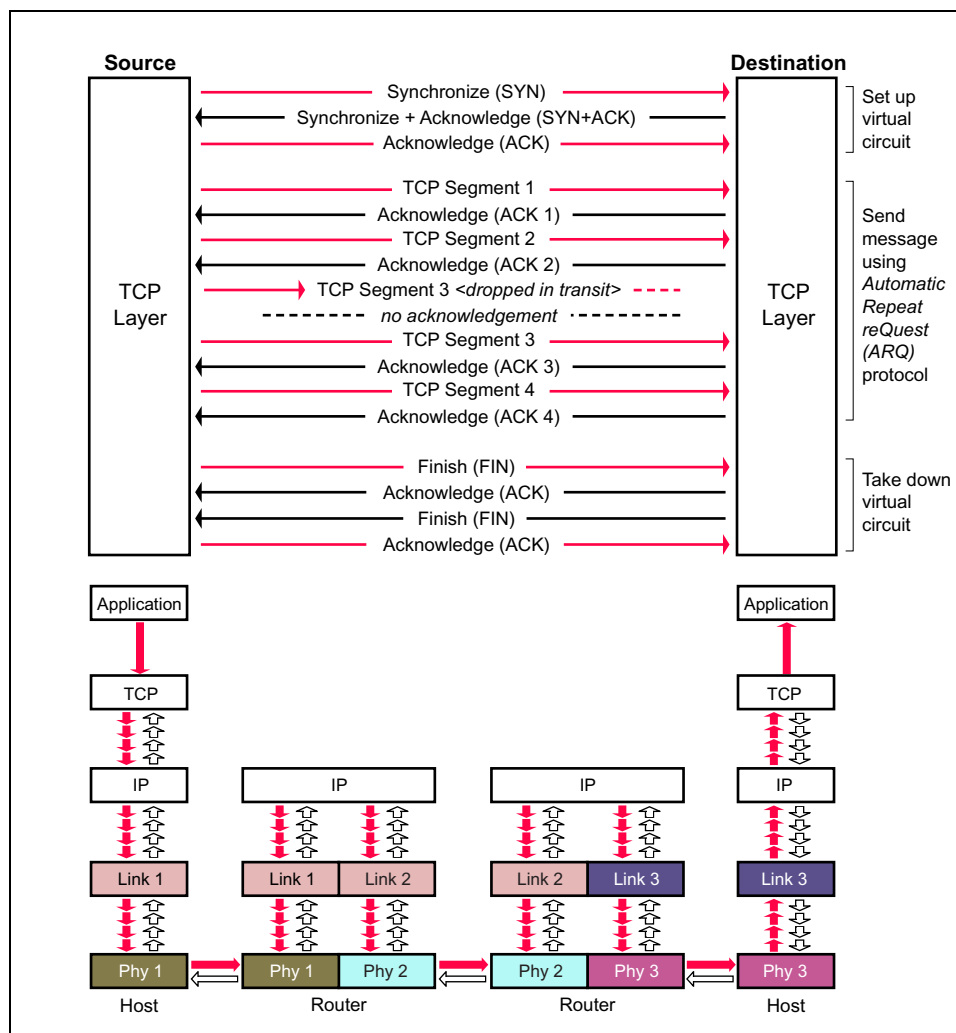 Source
Destination
Synchronize (SYN)
Synchronize + Acknowledge (SYN+ACK)
Acknowledge (ACK)
Set up
virtual
circuit
TCP Segment 1
Acknowledge (ACK 1)
TCP Segment 2
Acknowledge (ACK 2)
TCP Segment 3 <dropped in transit>
no acknowledgement
TCP Segment 3
Acknowledge (ACK 3)
TCP Segment 4
Acknowledge (ACK 4)
TCP
Layer
TCP
Layer
Send
message
using
Automatic
Repeat
reQuest
(ARQ)
protocol
Finish (FIN)
Acknowledge (ACK)
Finish (FIN)
Acknowledge (ACK)
Take down
virtual
circuit
Application
Application
TCP
TCP
IP
IP
IP
IP
Link 1
Link 1
Link 2
Link 2
Link 3
Link 3
Phy 1
Phy 1
Phy 2
Phy 2
Phy 3
Phy 3
Host
Router
Router
Host